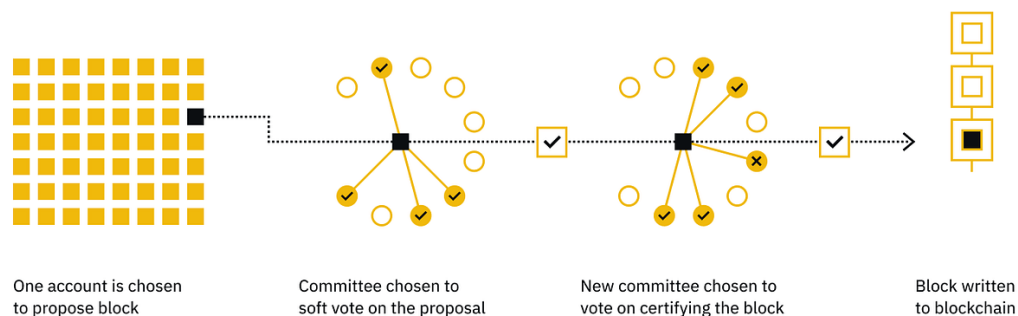 One account is chosen
to propose block
Committee chosen to
soft vote on the proposal
New committee chosen to
vote on certifying the block
Block written
to blockchain